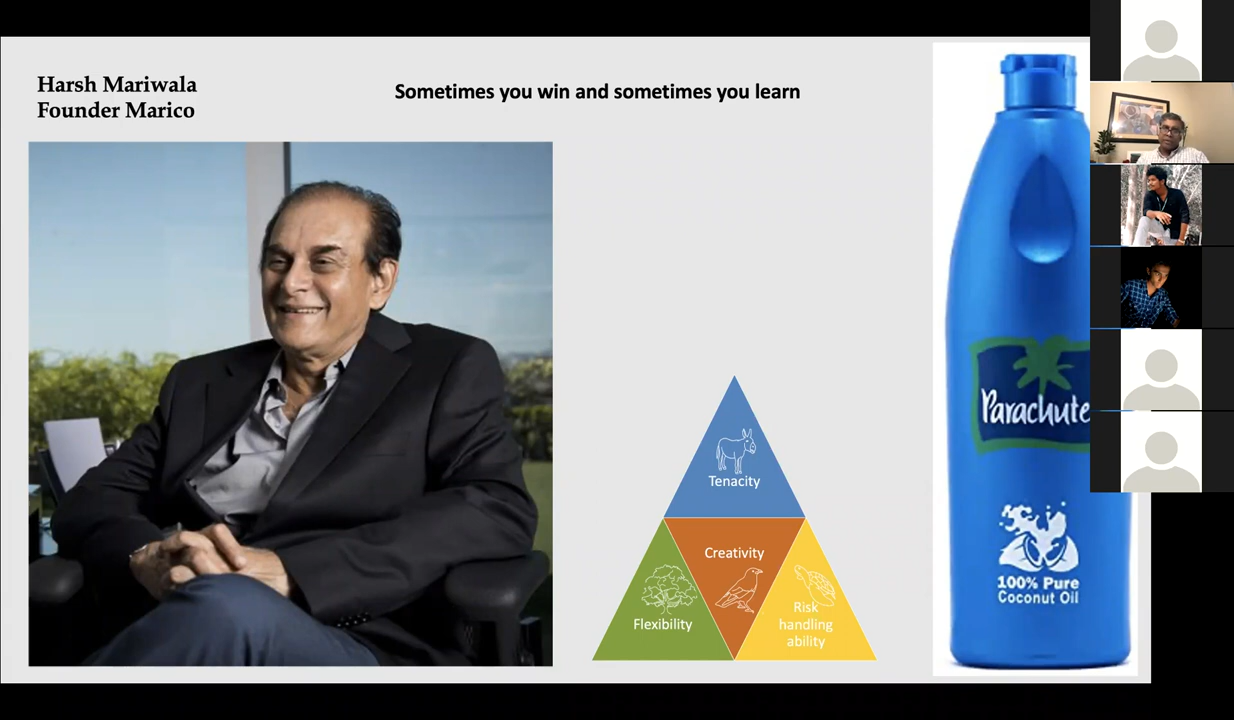 Harsh Mariwala
Founder Marico
Sometimes you win and sometimes you learn
Tenacity
Creativity
Flexibility
Risk
handling
ability
Parachute
100% Pure
Coconut Oil